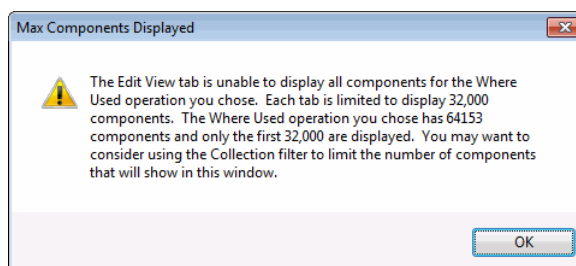 Max Components Displayed
The Edit View tab is unable to display all components for the Where
Used operation you chose.  Each tab is limited to display 32,000
components.  The Where Used operation you chose has 64153
components and only the first 32,000 are displayed.  You may want to
consider using the Collection filter to limit the number of components
that will show in this window.
OK